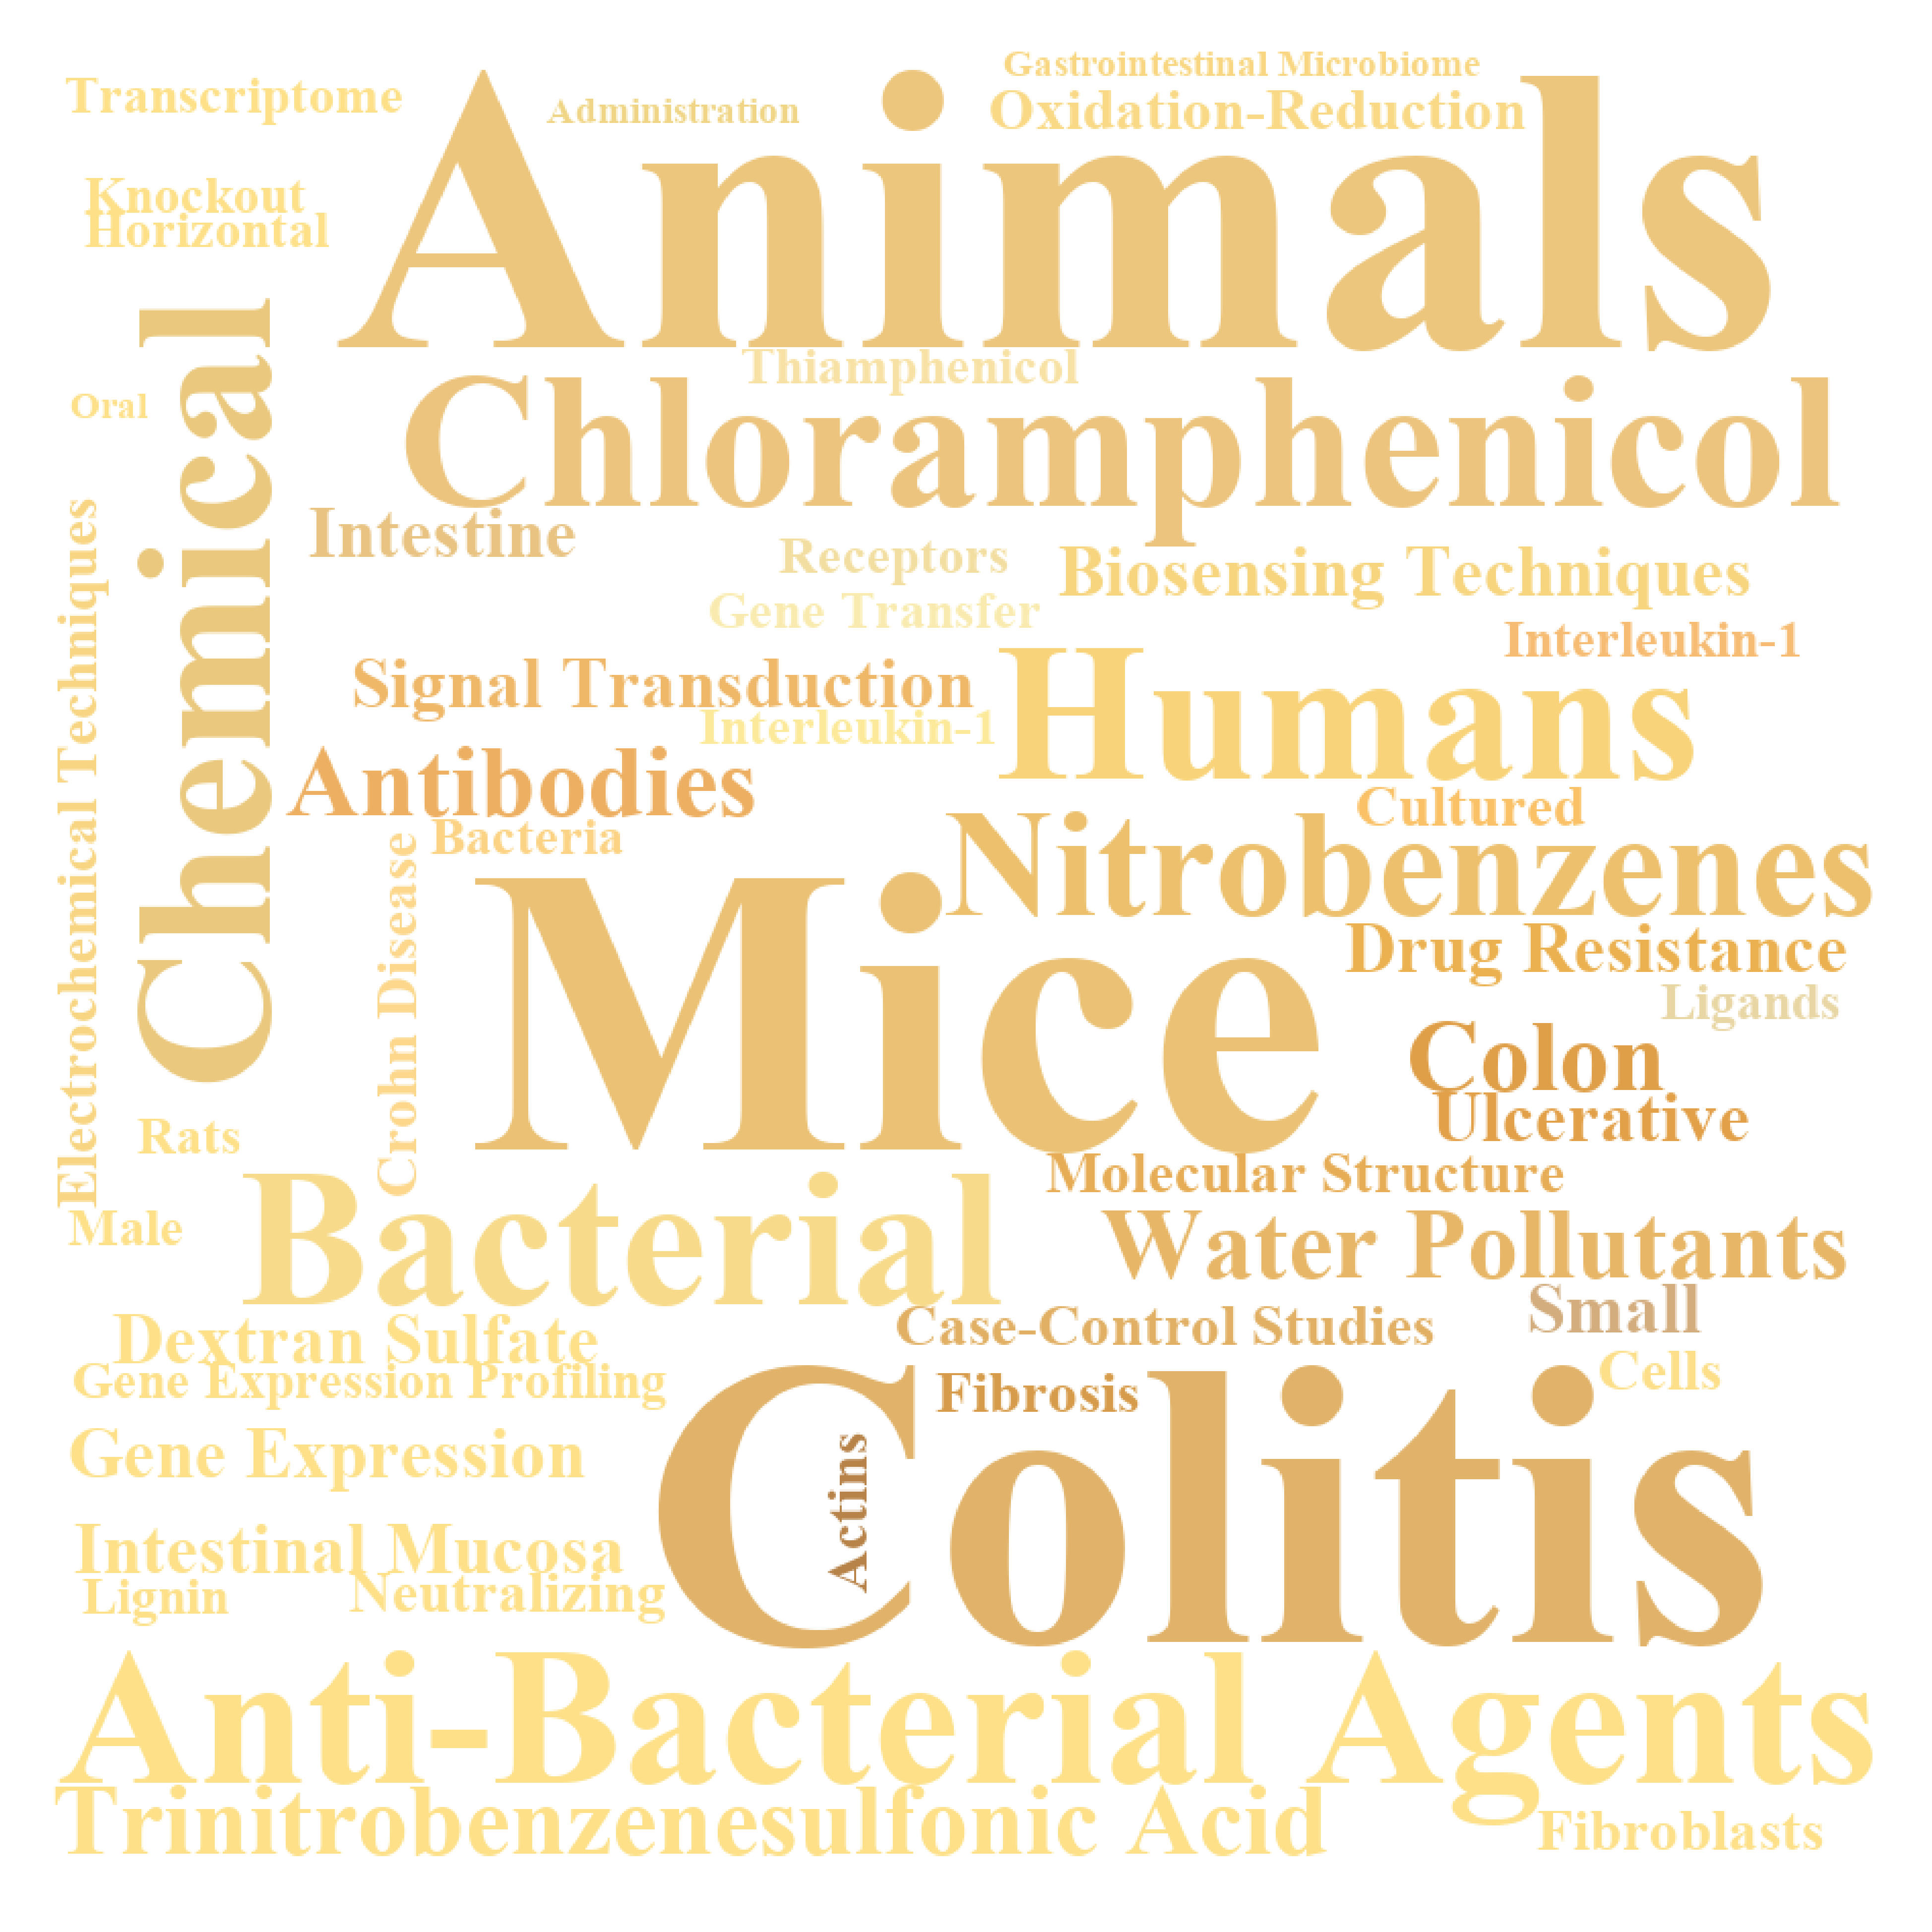 Gastrointestinal Microbiome
Transcriptome
Administration
Oxidation-Reduction
Animals
Knockout
Horizontal
Chemical
Thiamphenicol
Oral
Chloramphenicol
Intestine
Receptors
Biosensing Techniques
Electrochemical Techniques
Gene Transfer
Interleukin-1
Signal Transduction
Interleukin-1
Humans
Antibodies
Cultured
Bacteria
Crohn Disease
Nitrobenzenes
Mice
Drug Resistance
Ligands
Colon
Ulcerative
Rats
Molecular Structure
Male
Bacterial
Water Pollutants
Small
Dextran Sulfate
Case-Control Studies
Cells
Gene Expression Profiling
Fibrosis
Gene Expression
Actins
Colitis
Intestinal Mucosa
Lignin
Neutralizing
Anti-Bacterial Agents
Trinitrobenzenesulfonic Acid
Fibroblasts